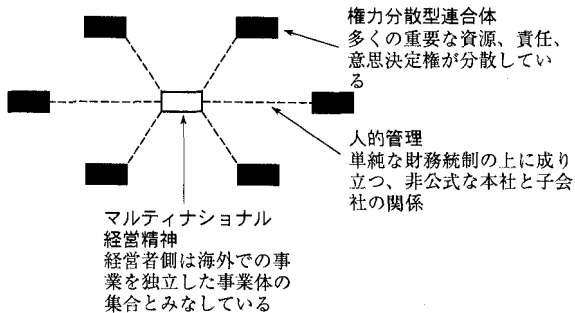 権力分散型連合体
多くの重要な資源、責任、
意思決定権が分散してい
る
人的管理
単純な財務統制の上に成り
立つ、非公式な本社と子会
社の関係
マルティナショナル
経営精神
経営者側は海外での事
業を独立した事業体の
集合とみなしている